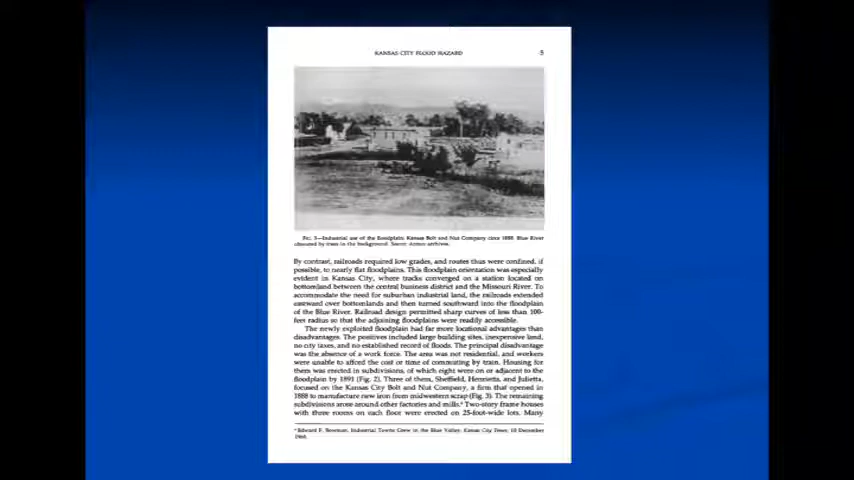 KANSAS CITY FLOOD HAZARD 5
FIG. 3—Industrial use of the floodplain. Kansas Bolt and Nut Company circa 1888. Blue River
obscured by trees in the background. Source: Armco archives.
By contrast, railroads required low grades, and routes thus were confined, if
possible, to nearly flat floodplains. This floodplain orientation was especially
evident in Kansas City, where tracks converged on a station located on
bottomland between the central business district and the Missouri River. To
accommodate the need for suburban industrial land, the railroads extended
eastward over bottomlands and then turned southward into the floodplain
of the Blue River. Railroad design permitted sharp curves of less than 100-
feet radius so that the adjoining floodplains were readily accessible.
The newly exploited floodplain had far more locational advantages than
disadvantages. The positives included large building sites, inexpensive land,
no city taxes, and no established record of floods. The principal disadvantage
was the absence of a work force. The area was not residential, and workers
were unable to afford the cost or time of commuting by train. Housing for
them was erected in subdivisions, of which eight were on or adjacent to the
floodplain by 1891 (Fig. 2). Three of them, Sheffield, Henrietta, and Julietta,
focused on the Kansas City Bolt and Nut Company, a firm that opened in
1888 to manufacture new iron from midwestern scrap (Fig. 3). The remaining
subdivisions arose around other factories and mills. Two-story frame houses
with three rooms on each floor were erected on 25-foot-wide lots. Many
Edward F. Industrial Towns Grew in the Blue Valley, Kansas City Times, 10 December